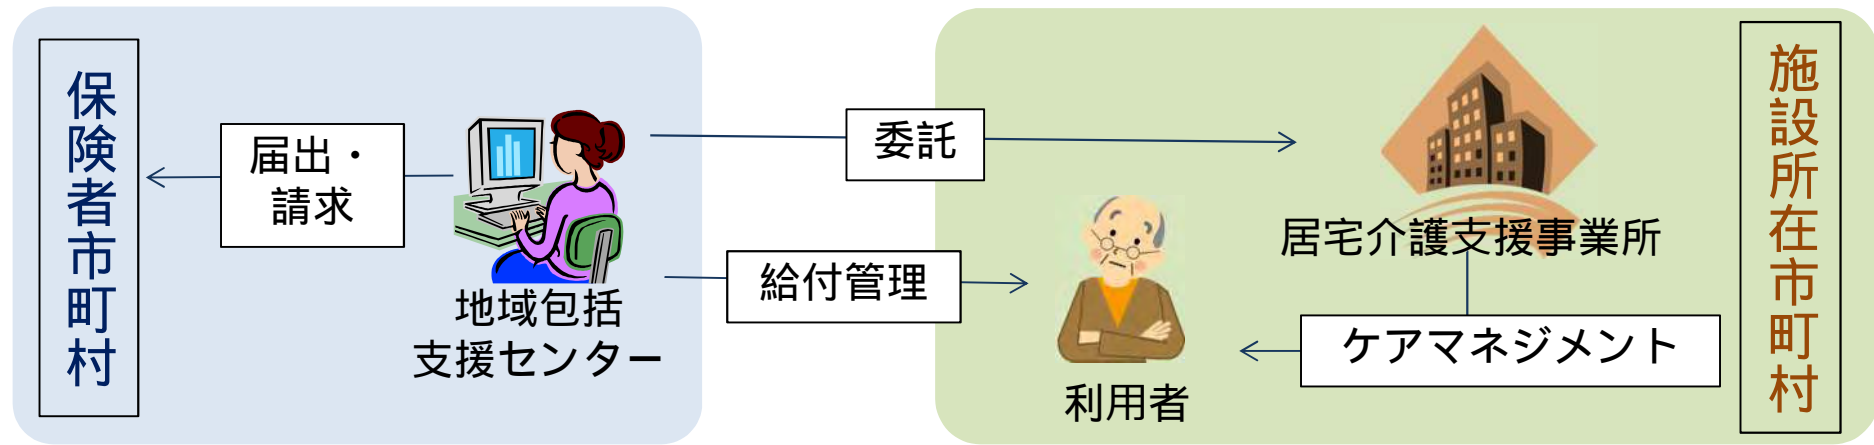 保険者市町村
届出・
請求
地域包括
支援センター
委託
給付管理
利用者
居宅介護支援事業所
ケアマネジメント
施設所在市町村